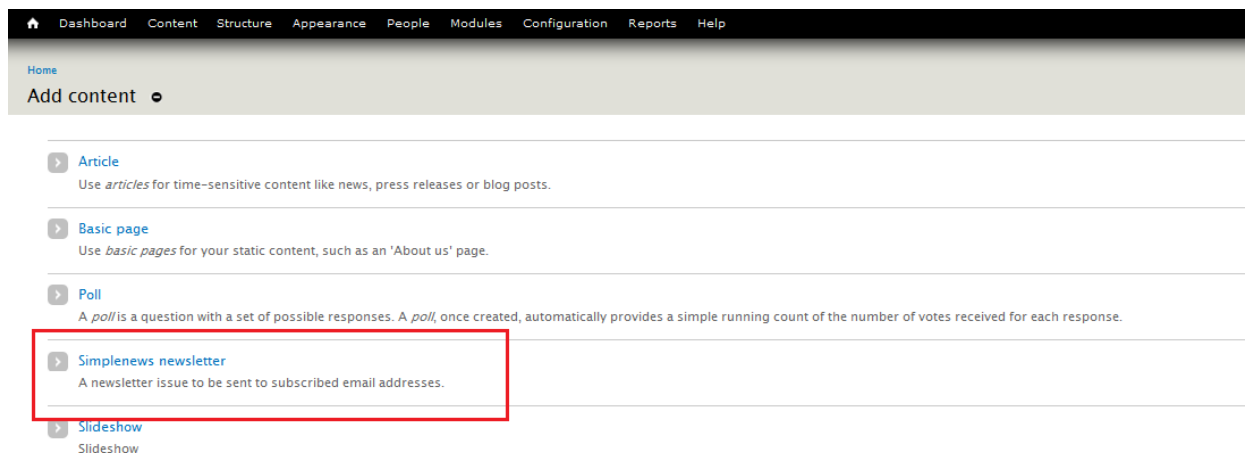 Dashboard Content Structure Appearance People Modules Configuration Reports Help
Home
Add content
Article
Use articles for time-sensitive content like news, press releases or blog posts.
Basic page
Use basic pages for your static content, such as an 'About us' page.
Poll
A poll is a question with a set of possible responses. A poll, once created, automatically provides a simple running count of the number of votes received for each response.
Simplenews newsletter
A newsletter issue to be sent to subscribed email addresses.
Slideshow
Slideshow